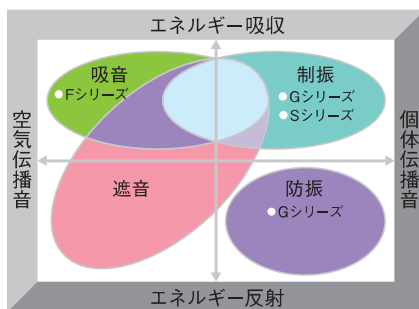 エネルギー吸収
吸音
Fシリーズ
制振
Gシリーズ
Sシリーズ
空気伝播音
個体伝播音
遮音
防振
Gシリーズ
エネルギー反射